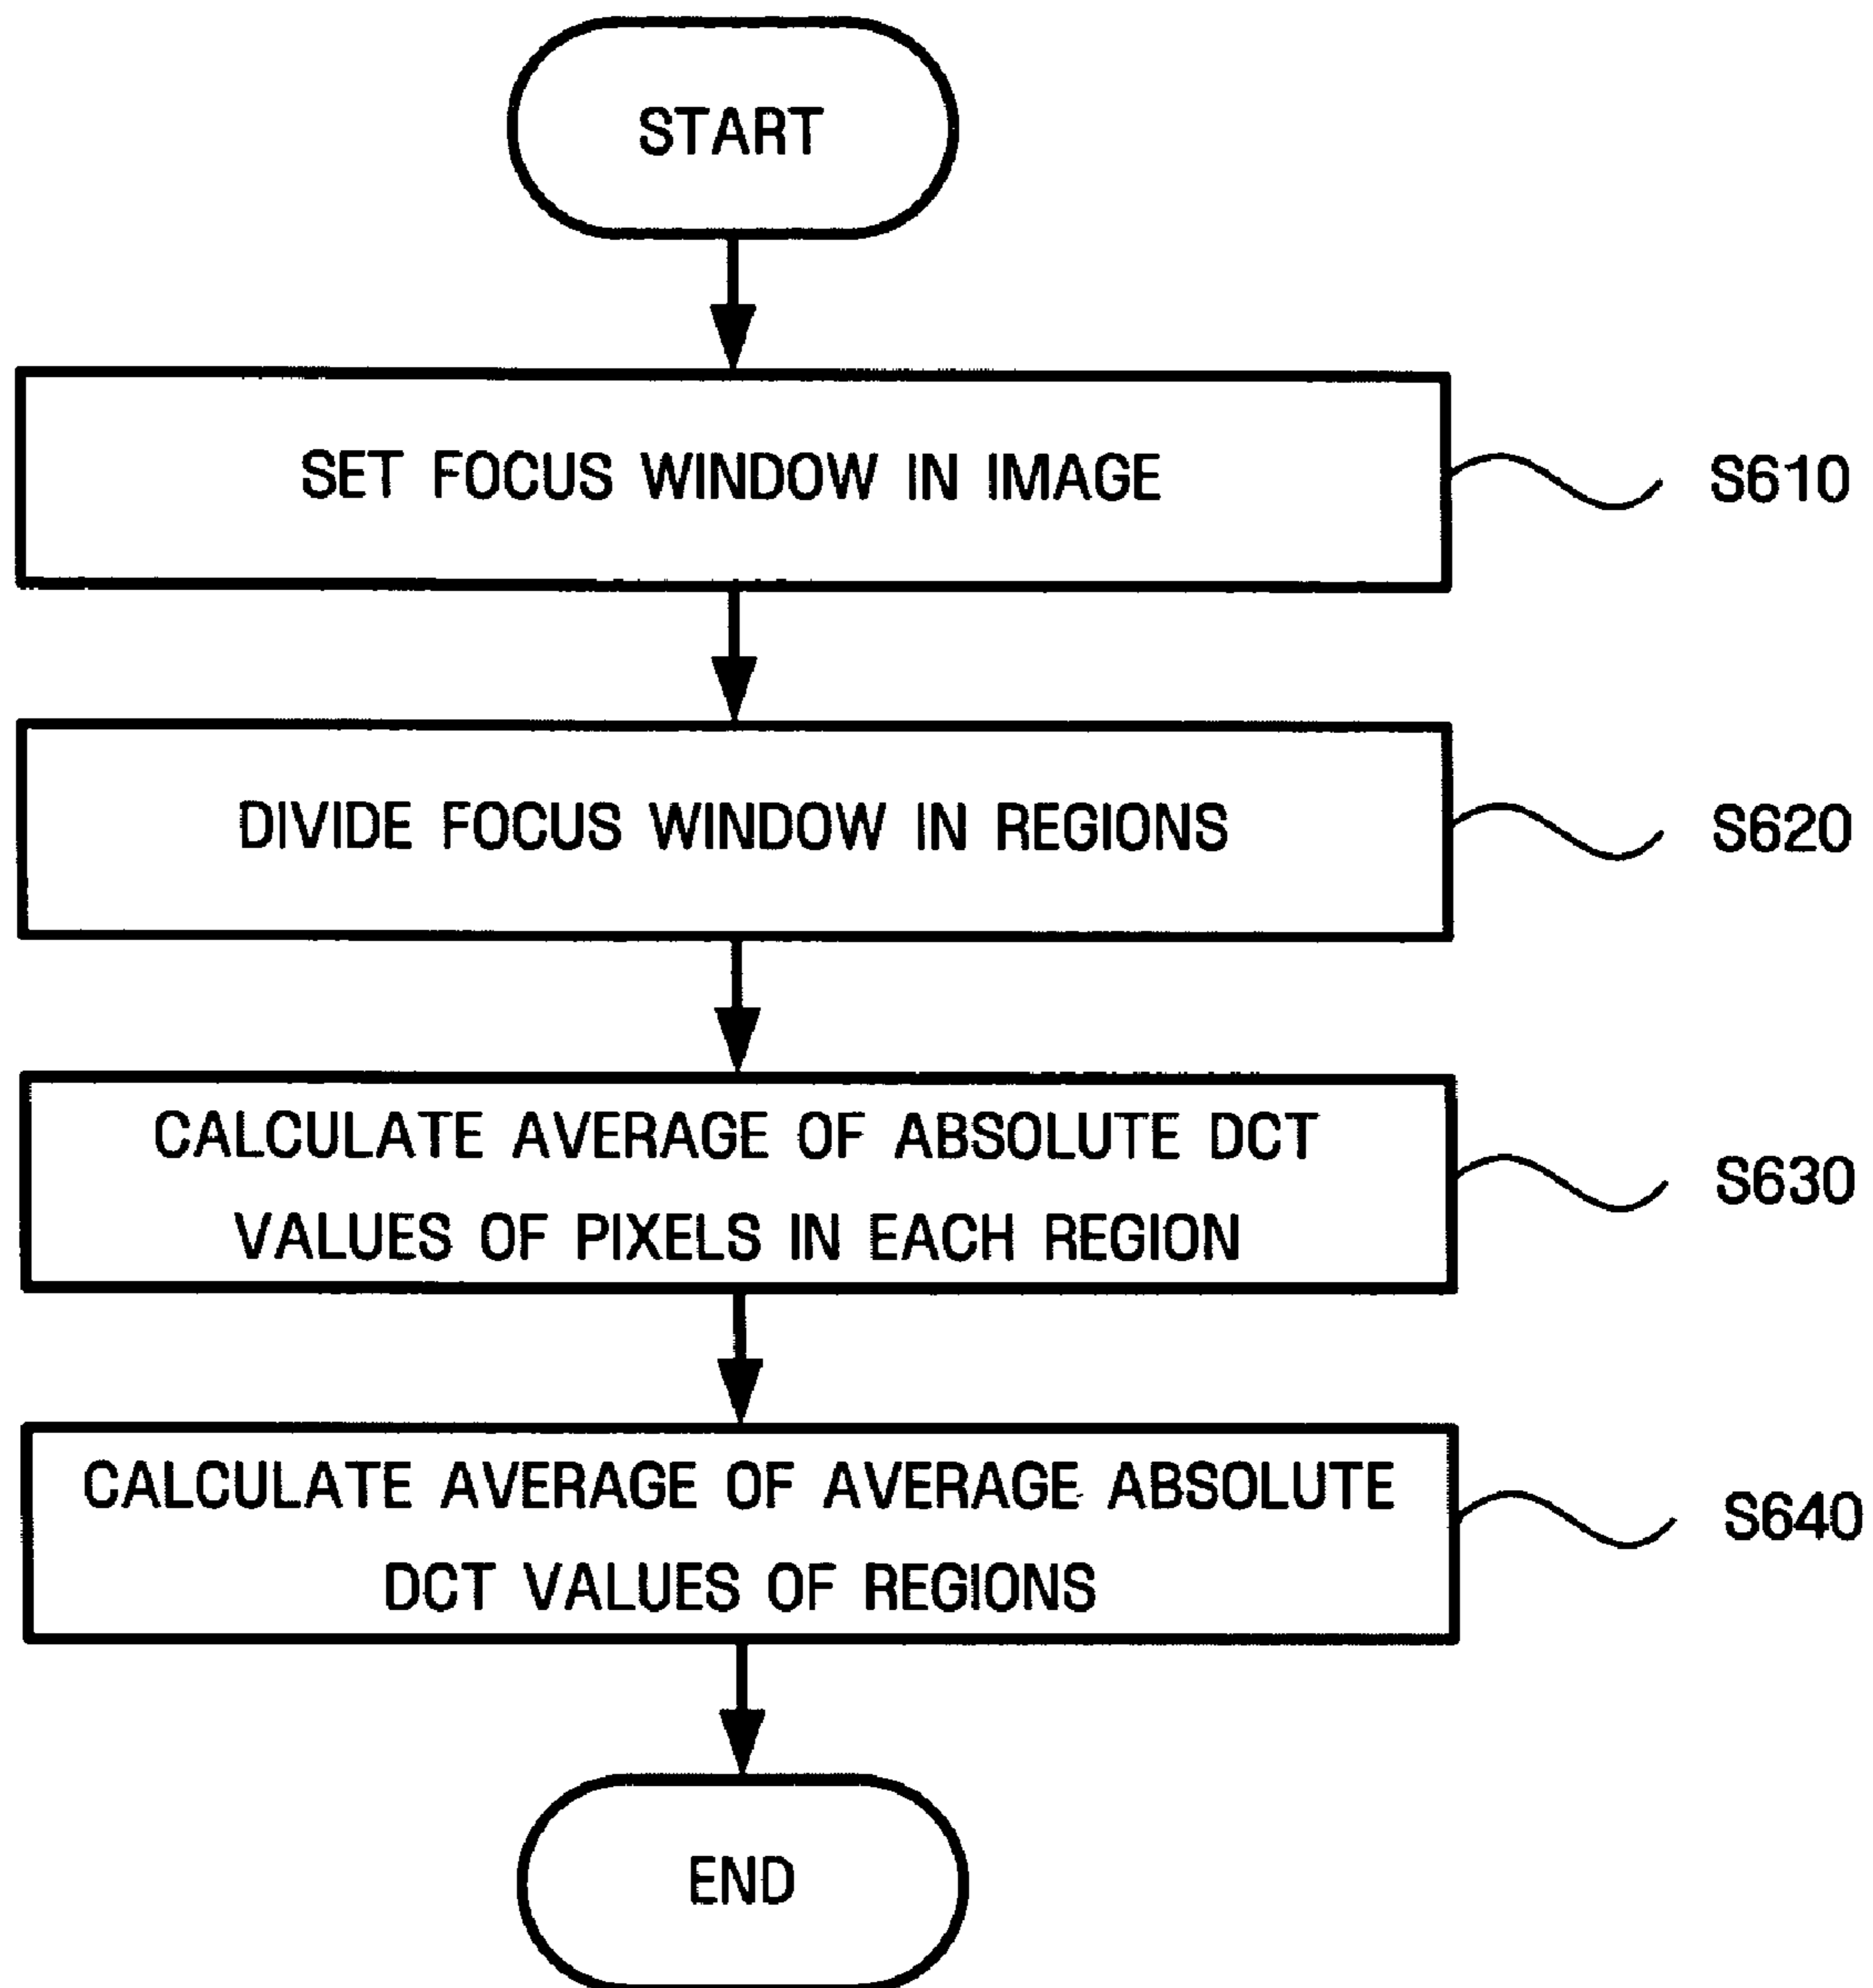 START
SET FOCUS WINDOW IN IMAGE
S610
DIVIDE FOCUS WINDOW IN REGIONS
S620
CALCULATE AVERAGE OF ABSOLUTE DCT
VALUES OF PIXELS IN EACH REGION
S630
CALCULATE AVERAGE OF AVERAGE ABSOLUTE
DCT VALUES OF REGIONS
S640
END